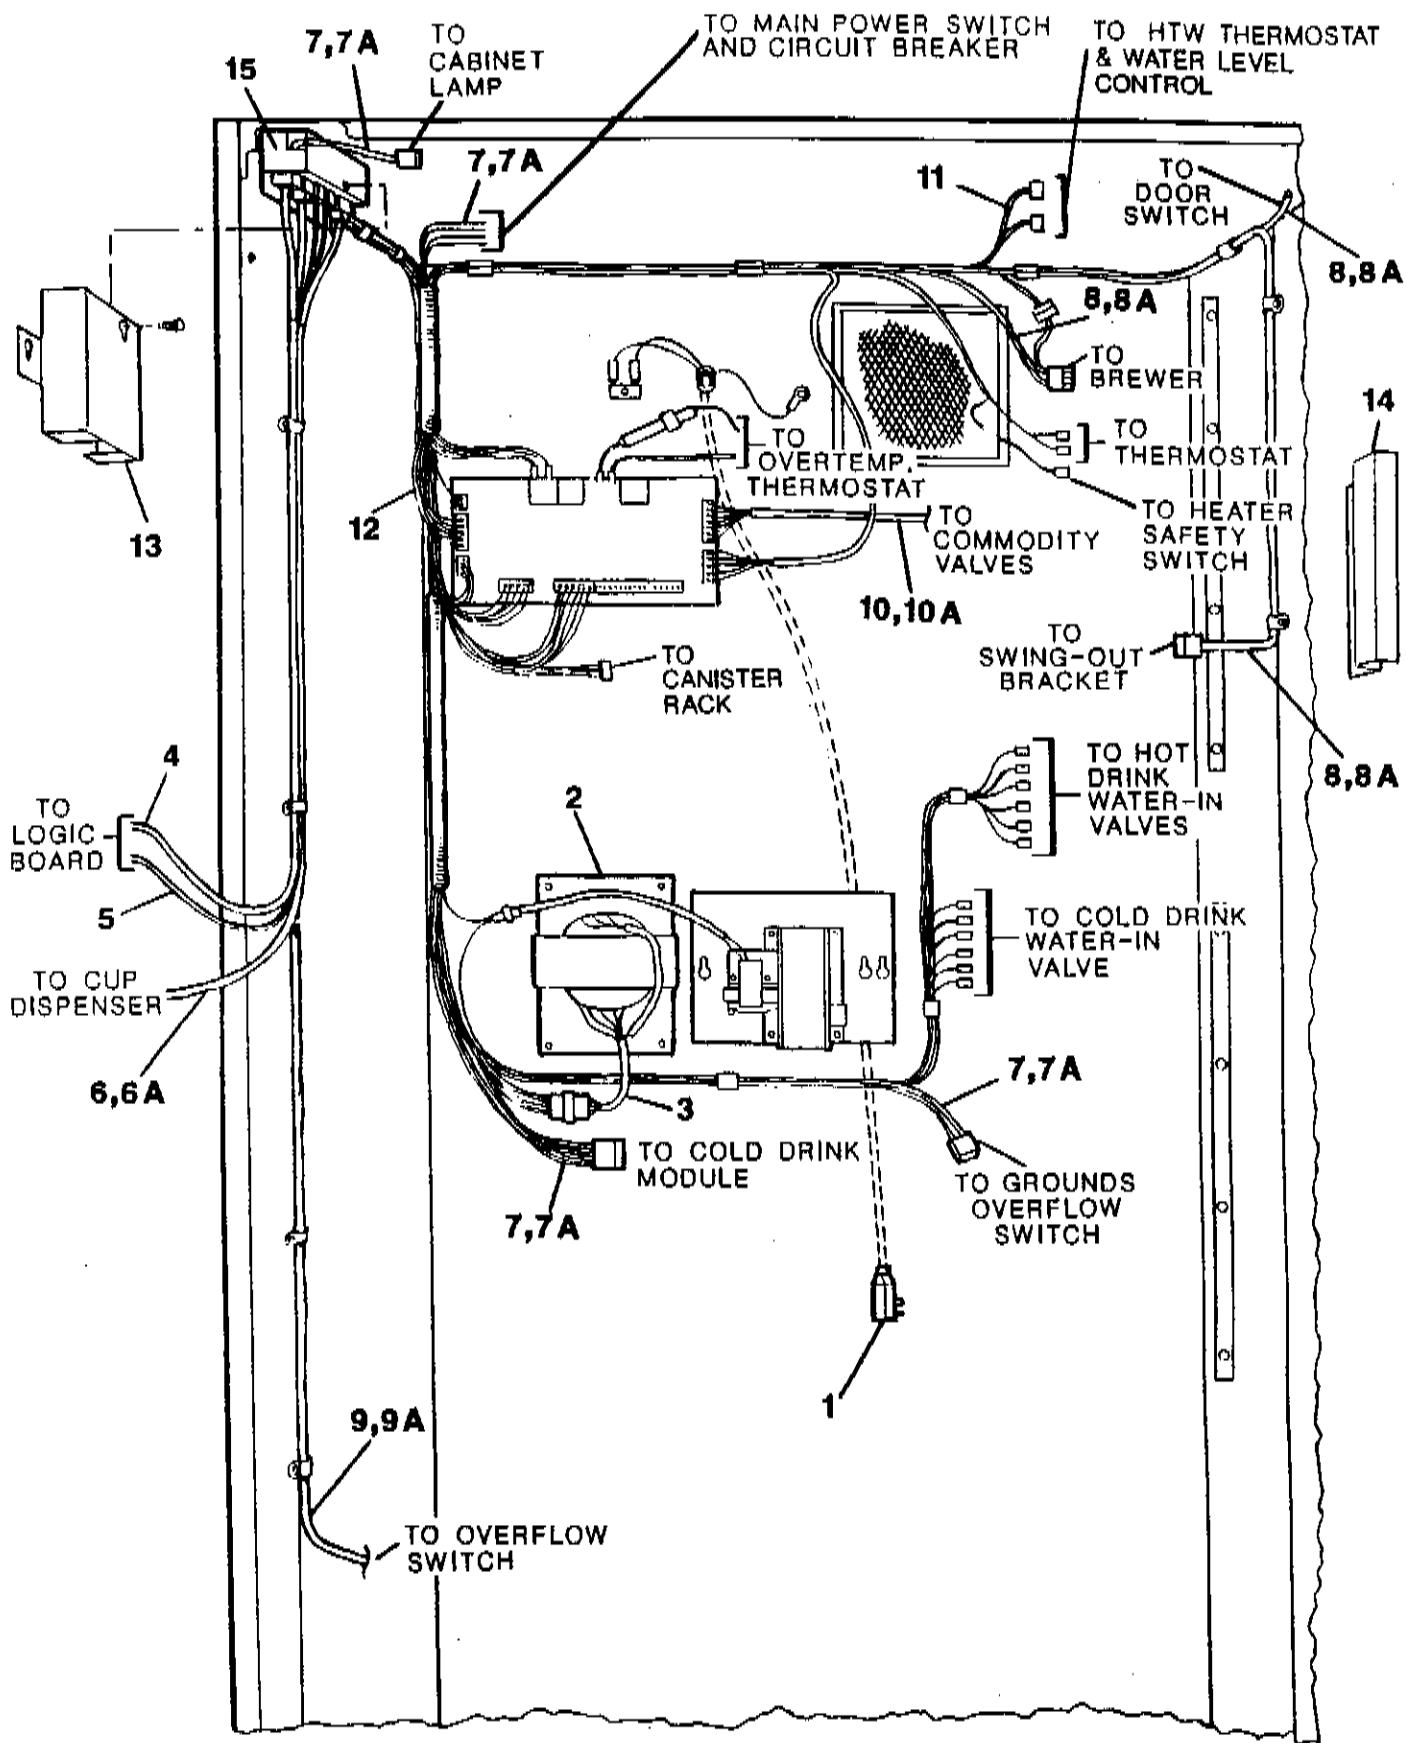 TO MAIN POWER SWITCH
AND CIRCUIT BREAKER
7,7A
TO
CABINET
LAMP
TO HTW THERMOSTAT
& WATER LEVEL
CONTROL
15
7,7A
11
TO
DOOR
SWITCH
8,8A
8,8A
TO
BREWER
14
13
12
TO
OVERTEMP.
THERMOSTAT
TO
THERMOSTAT
TO HEATER
SAFETY
SWITCH
TO
COMMODITY
VALVES
10,10A
TO
CANISTER
RACK
TO
SWING-OUT
BRACKET
8,8A
4
TO
LOGIC
BOARD
5
2
TO HOT
DRINK
WATER-IN
VALVES
TO COLD DRINK
WATER-IN
VALVE
TO CUP
DISPENSER
6,6A
3
7,7A
TO COLD DRINK
MODULE
7,7A
TO GROUNDS
OVERFLOW
SWITCH
1
9,9A
TO OVERFLOW
SWITCH